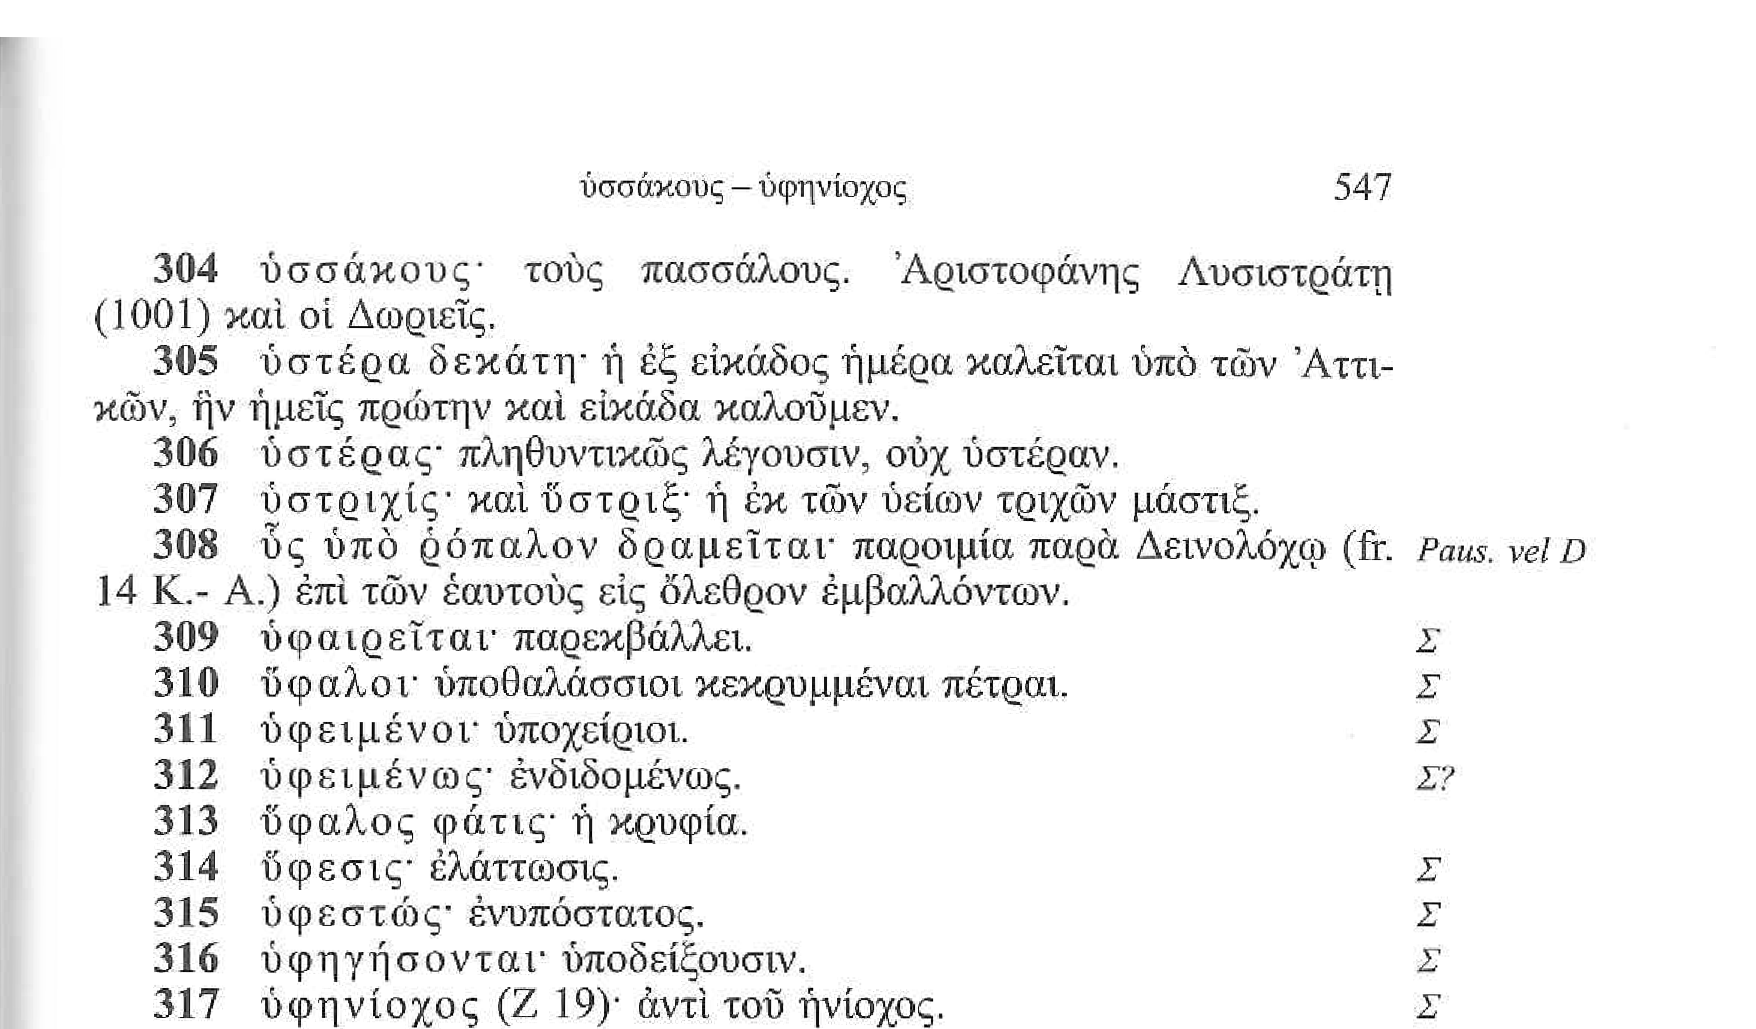 ὑσσάκους – ὑφηνίοχος 547
304 ὑσσάκους· τοὺς πασσάλους. Ἀριστοφάνης Λυσιστράτῃ
(1001) καὶ οἱ Δωριεῖς.
305 ὑστέρα δεκάτη· ἡ ἐξ εἰκάδος ἡμέρα καλεῖται ὑπὸ τῶν Ἀττι-
κῶν, ἣν ἡμεῖς πρώτην καὶ εἰκάδα καλοῦμεν.
306 ὑστέρας· πληθυντικῶς λέγουσιν, οὐχ ὑστέραν.
307 ὑστριχίς· καὶ ὕστριξ· ἡ ἐκ τῶν ὑείων τριχῶν μάστιξ.
308 ὗς ὑπὸ ῥόπαλον δραμεῖται· παροιμία παρὰ Δεινολόχῳ (fr. Paus. vel D
14 K.- A.) ἐπὶ τῶν ἑαυτοὺς εἰς ὄλεθρον ἐμβαλλόντων.
309 ὑφαιρεῖται· παρεκβάλλει. Σ
310 ὕφαλοι· ὑποθαλάσσιοι κεκρυμμέναι πέτραι. Σ
311 ὑφειμένοι· ὑποχείριοι. Σ
312 ὑφειμένως· ἐνδιδομένως. Σ?
313 ὕφαλος φάτις· ἡ κρυφία.
314 ὕφεσις· ἐλάττωσις. Σ
315 ὑφεστώς· ἐνυπόστατος. Σ
316 ὑφηγήσονται· ὑποδείξουσιν. Σ
317 ὑφηνίοχος (Ζ 19)· ἀντὶ τοῦ ἡνίοχος. Σ